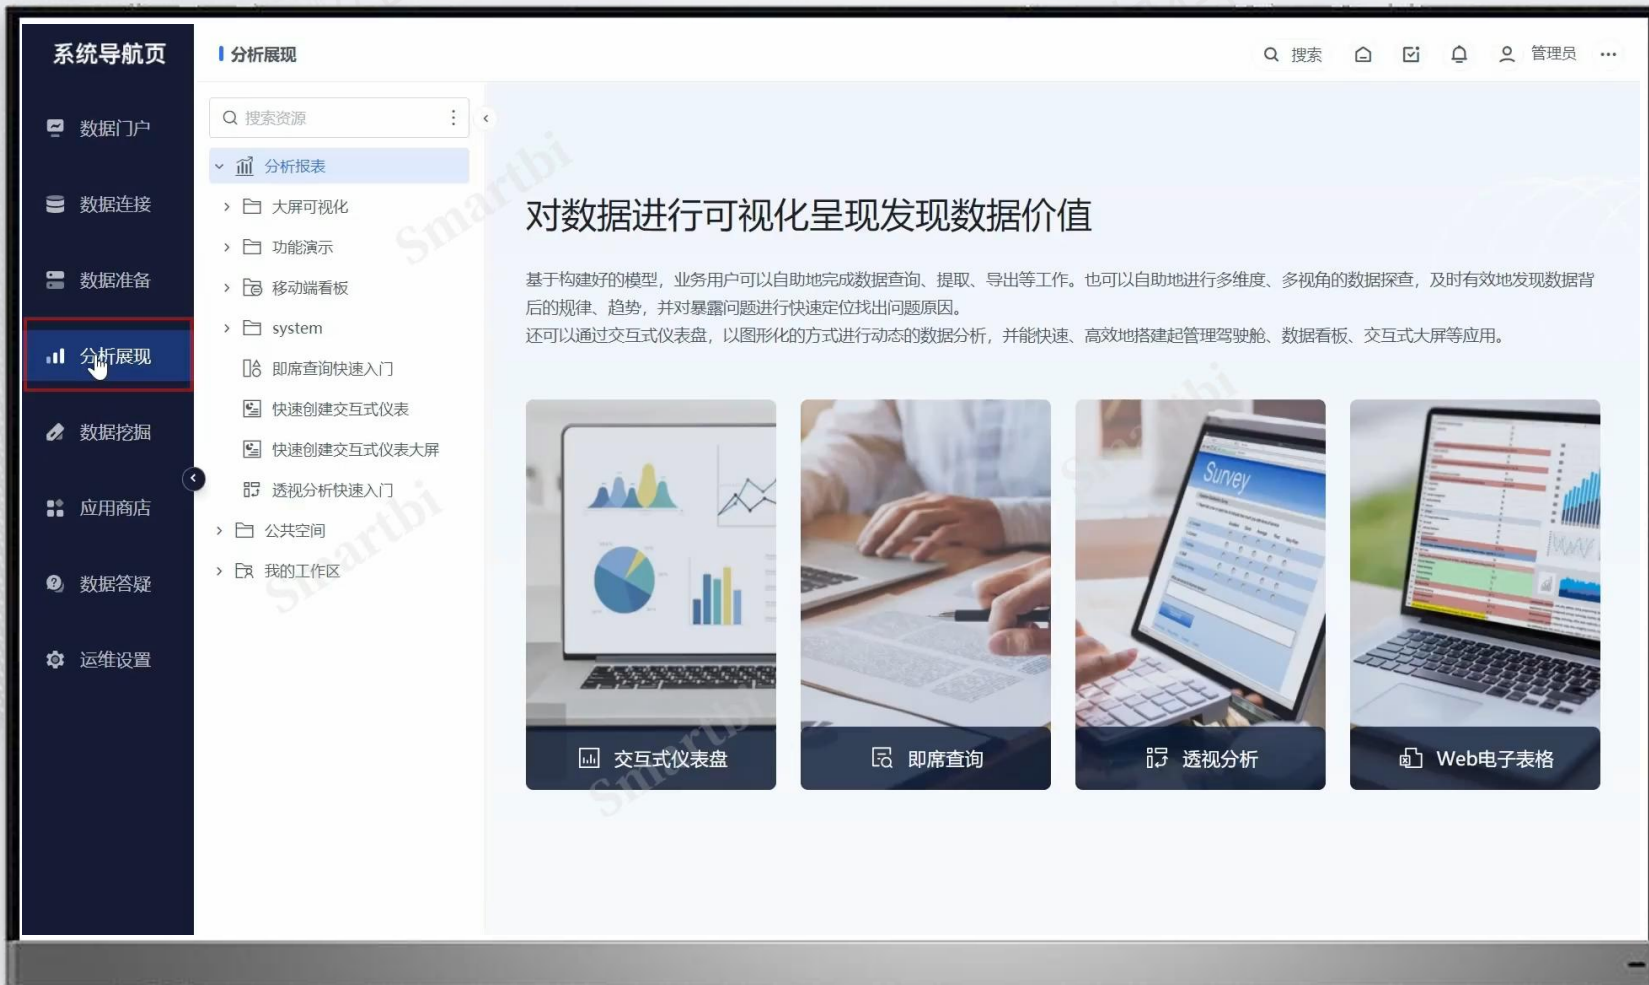 系统导航页
数据门户
数据连接
数据准备
分析展现
数据挖掘
应用商店
数据答疑
运维设置
分析展现
搜索
管理员
搜索资源
分析报表
大屏可视化
功能演示
移动端看板
system
即席查询快速入门
快速创建交互式仪表
快速创建交互式仪表大屏
透视分析快速入门
公共空间
我的工作区
对数据进行可视化呈现发现数据价值
基于构建好的模型，业务用户可以自助地完成数据查询、提取、导出等工作。也可以自助地进行多维度、多视角的数据探查，及时有效地发现数据背
后的规律、趋势，并对暴露问题进行快速定位找出问题原因。
还可以通过交互式仪表盘，以图形化的方式进行动态的数据分析，并能快速、高效地搭建起管理驾驶舱、数据看板、交互式大屏等应用。
Survey
交互式仪表盘
即席查询
透视分析
Web电子表格
Smartbi
Smartbi
Smartbi
Smartbi